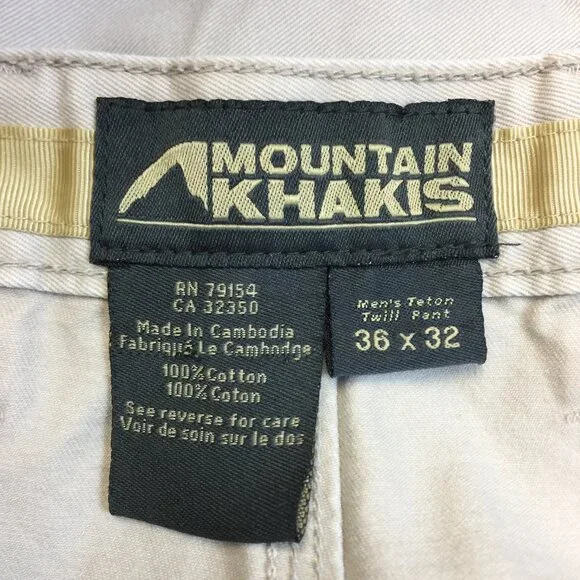 MOUNTAIN
KHAKIS
RN 79154
CA 32350
Made In Cambodia
Fabriqué Le Cambodge
100% Cotton
100% Coton
See reverse for care
Voir de soin sur le dos
Men's Teton
Twill Pant
36 x 32